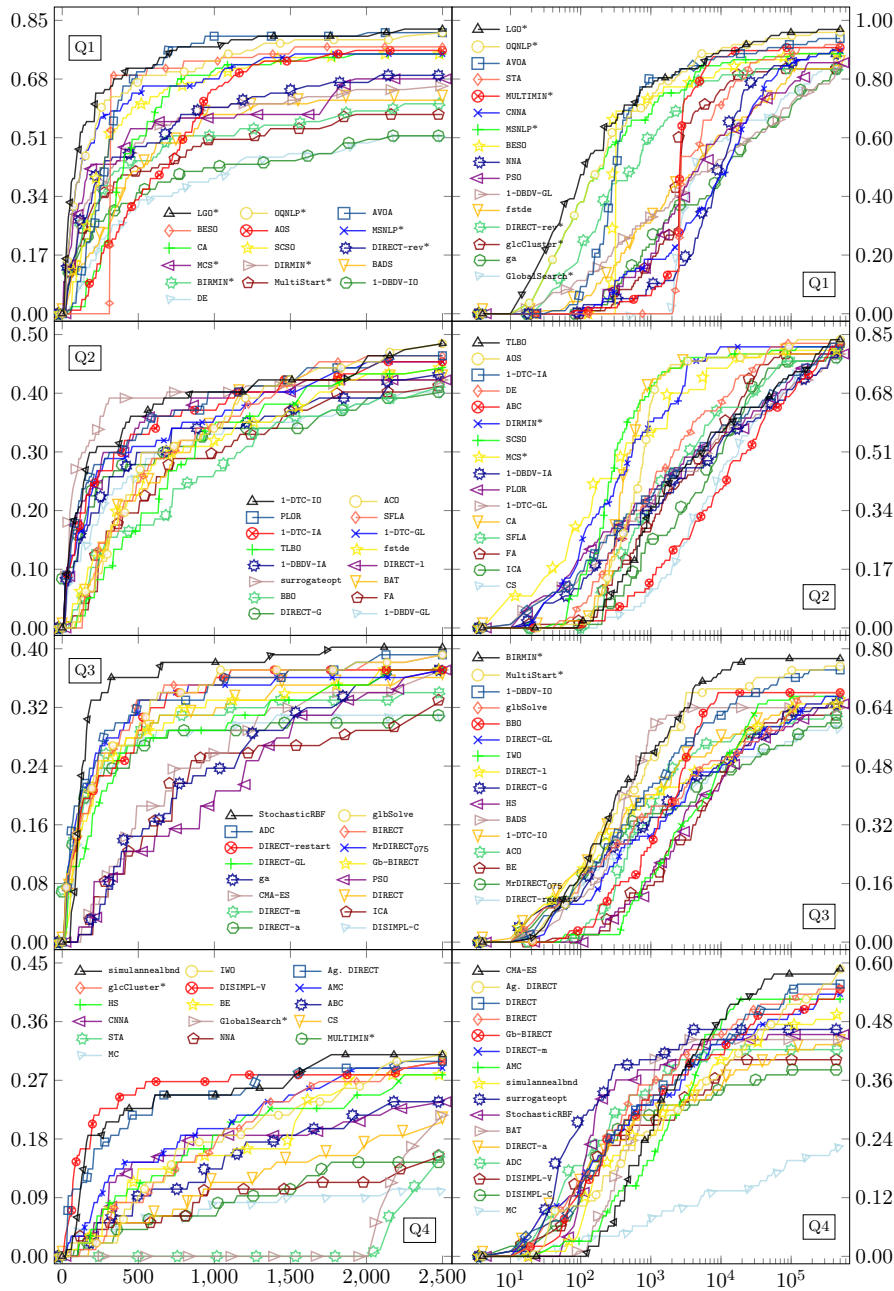 0.85
0.68
0.51
0.34
0.17
0.00
Q1
LGO* OQNLP* AVOA
BESO AOS MSNLP*
CA SCSO DIRECT-rev*
MCS* DIRMIN* BADS
BIRMIN* MultiStart* 1-DBDV-IO
DE
1.00
0.80
0.60
0.40
0.20
0.00
Q1
LGO*
OQNLP*
AVOA
STA
MULTIMIN*
CNNA
MSNLP*
BESO
NNA
PSO
1-DBDV-GL
fstde
DIRECT-rev*
glcCluster*
ga
GlobalSearch*
0.50
0.40
0.30
0.20
0.10
0.00
Q2
1-DTC-IO ACO
PLOR SFLA
1-DTC-IA 1-DTC-GL
TLBO fstde
1-DBDV-IA DIRECT-l
surrogateopt BAT
BBO FA
DIRECT-G 1-DBDV-GL
0.85
0.68
0.51
0.34
0.17
0.00
Q2
TLBO
AOS
1-DTC-IA
DE
ABC
DIRMIN*
SCSO
MCS*
1-DBDV-IA
PLOR
1-DTC-GL
CA
SFLA
FA
ICA
CS
0.40
0.32
0.24
0.16
0.08
0.00
Q3
StochasticRBF glbSolve
ADC BIRECT
DIRECT-restart MrDIRECT075
DIRECT-GL Gb-BIRECT
ga PSO
CMA-ES DIRECT
DIRECT-m ICA
DIRECT-a DISIMPL-C
0.80
0.64
0.48
0.32
0.16
0.00
Q3
BIRMIN*
MultiStart*
1-DBDV-IO
glbSolve
BBO
DIRECT-GL
IWO
DIRECT-l
DIRECT-G
HS
BADS
1-DTC-IO
ACO
BE
MrDIRECT075
DIRECT-restart
0.45
0.36
0.27
0.18
0.09
0.00
Q4
simulannealbnd IWO Ag. DIRECT
glcCluster* DISIMPL-V AMC
HS BE ABC
CNNA GlobalSearch* CS
STA NNA MULTIMIN*
MC
0 500 1,000 1,500 2,000 2,500
0.60
0.48
0.36
0.24
0.12
0.00
Q4
CMA-ES
Ag. DIRECT
DIRECT
BIRECT
Gb-BIRECT
DIRECT-m
AMC
simulannealbnd
surrogateopt
StochasticRBF
BAT
DIRECT-a
ADC
DISIMPL-V
DISIMPL-C
MC
10¹ 10² 10³ 10⁴ 10⁵